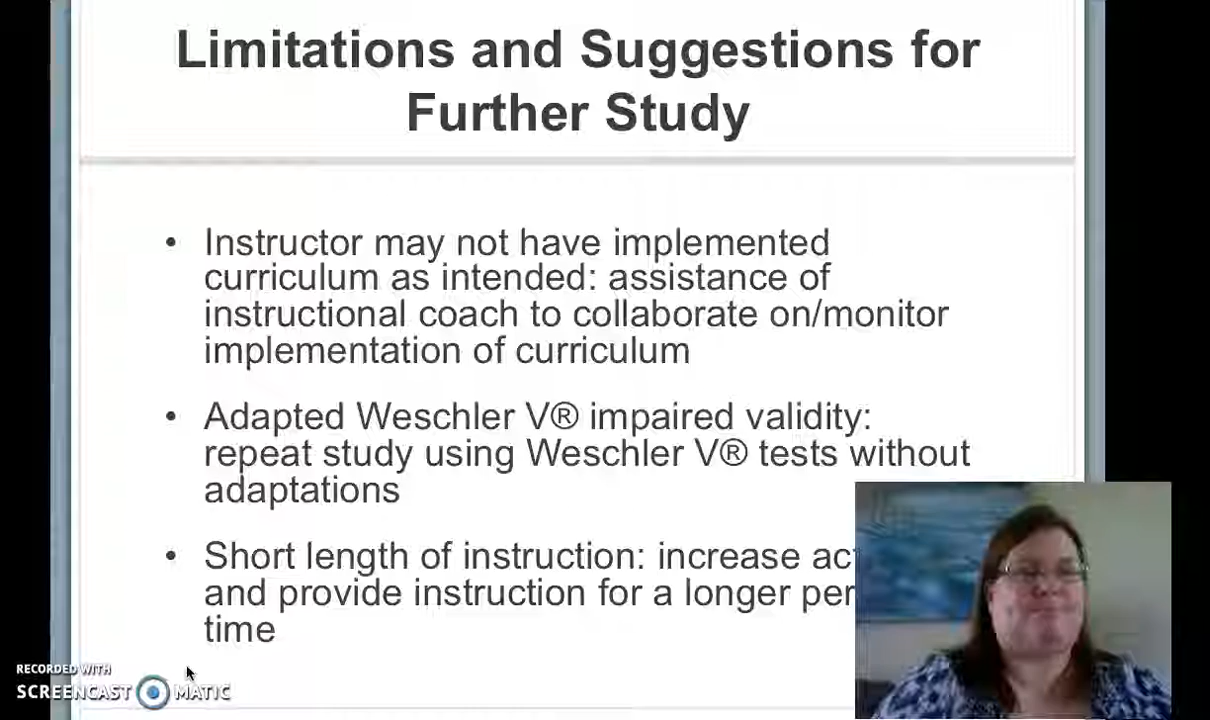 Limitations and Suggestions for
Further Study
• Instructor may not have implemented
curriculum as intended: assistance of
instructional coach to collaborate on/monitor
implementation of curriculum
• Adapted Weschler V® impaired validity:
repeat study using Weschler V® tests without
adaptations
• Short length of instruction: increase
and provide instruction for a longer
time
RECORDED WITH
SCREENCAST MATIC